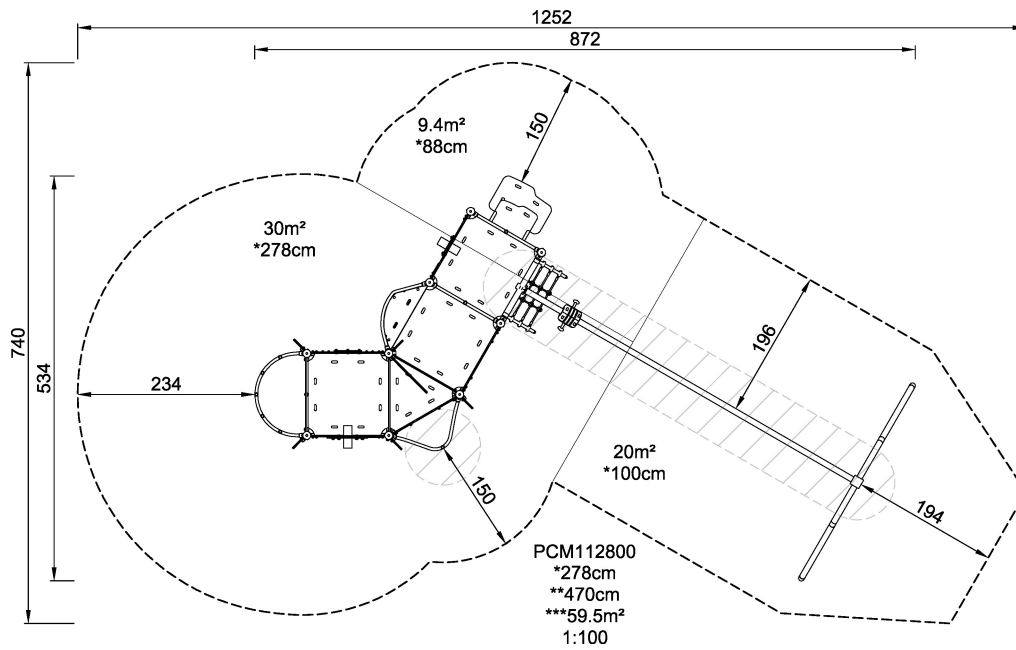 1252
872
9.4m²
*88cm
150
30m²
*278cm
740
534
234
196
20m²
*100cm
150
194
PCM112800
*278cm
**470cm
***59.5m²
1:100